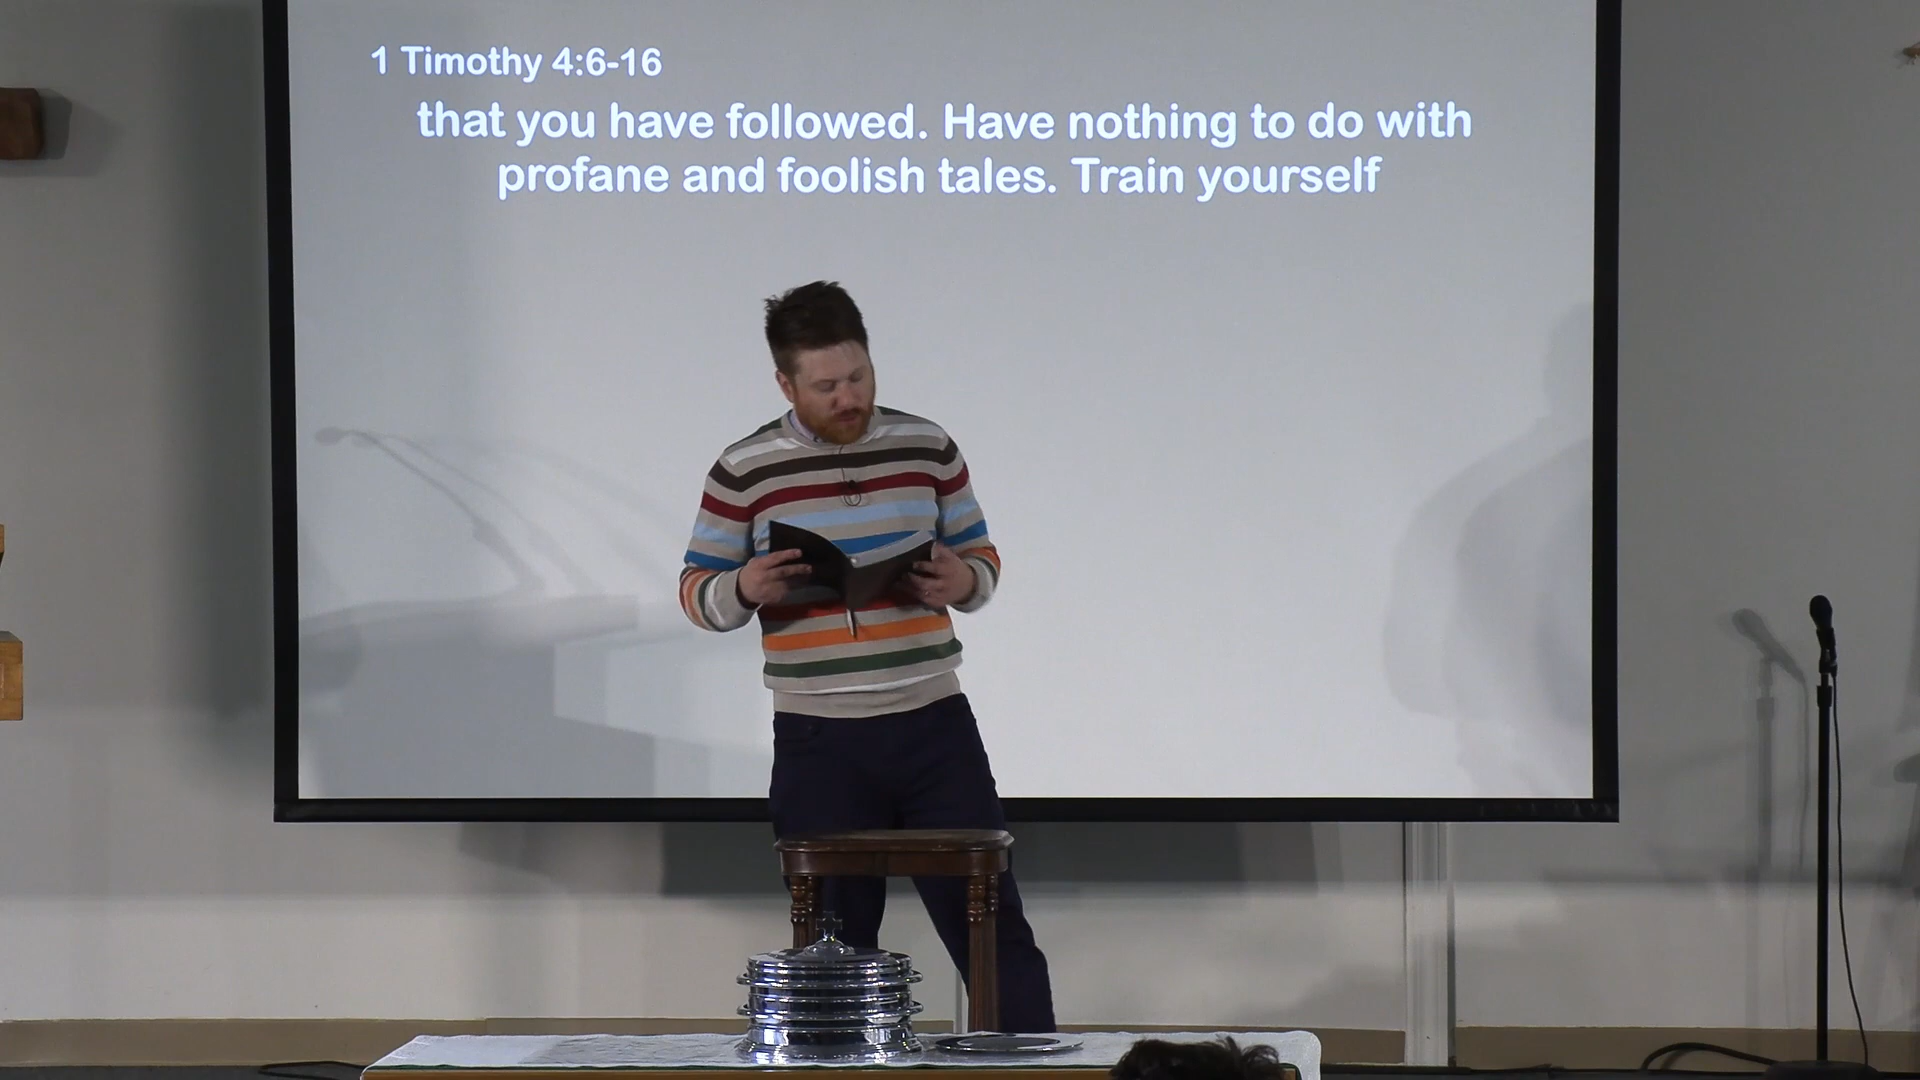 1 Timothy 4:6-16
that you have followed. Have nothing to do with
profane and foolish tales. Train yourself